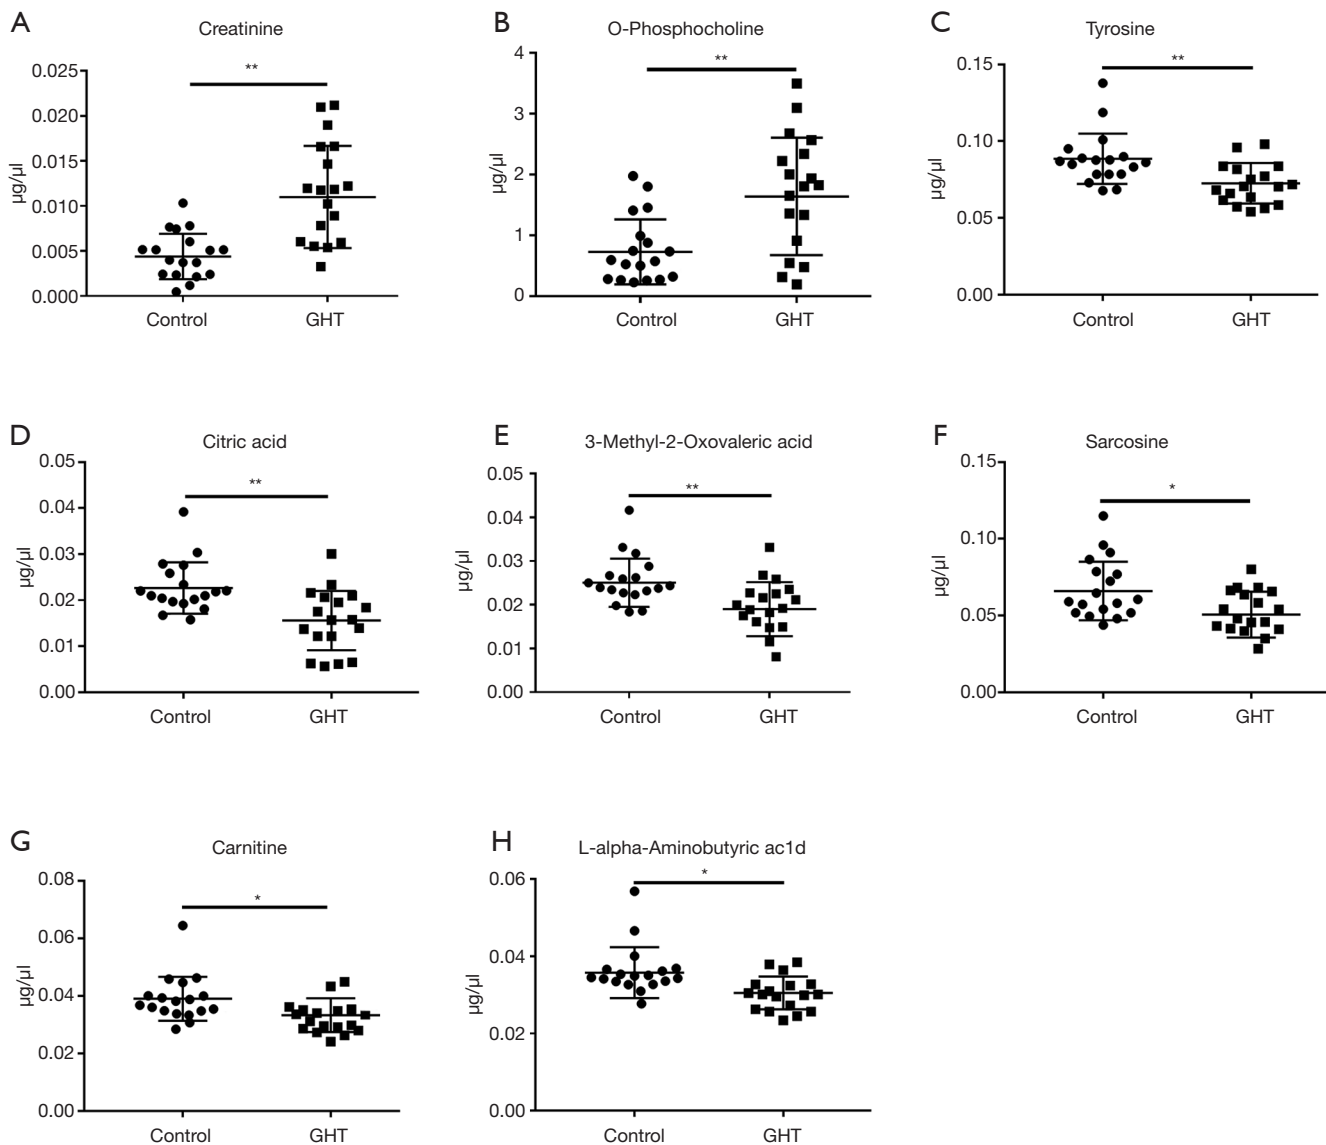 A
Creatinine
**
0.025
0.020
0.015
0.010
0.005
0.000
µg/µl
Control GHT
B
O-Phosphocholine
**
4
3
2
1
0
µg/µl
Control GHT
C
Tyrosine
**
0.15
0.10
0.05
0.00
µg/µl
Control GHT
D
Citric acid
**
0.05
0.04
0.03
0.02
0.01
0.00
µg/µl
Control GHT
E
3-Methyl-2-Oxovaleric acid
**
0.05
0.04
0.03
0.02
0.01
0.00
µg/µl
Control GHT
F
Sarcosine
*
0.15
0.10
0.05
0.00
µg/µl
Control GHT
G
Carnitine
*
0.08
0.06
0.04
0.02
0.00
µg/µl
Control GHT
H
L-alpha-Aminobutyric ac1d
*
0.06
0.04
0.02
0.00
µg/µl
Control GHT